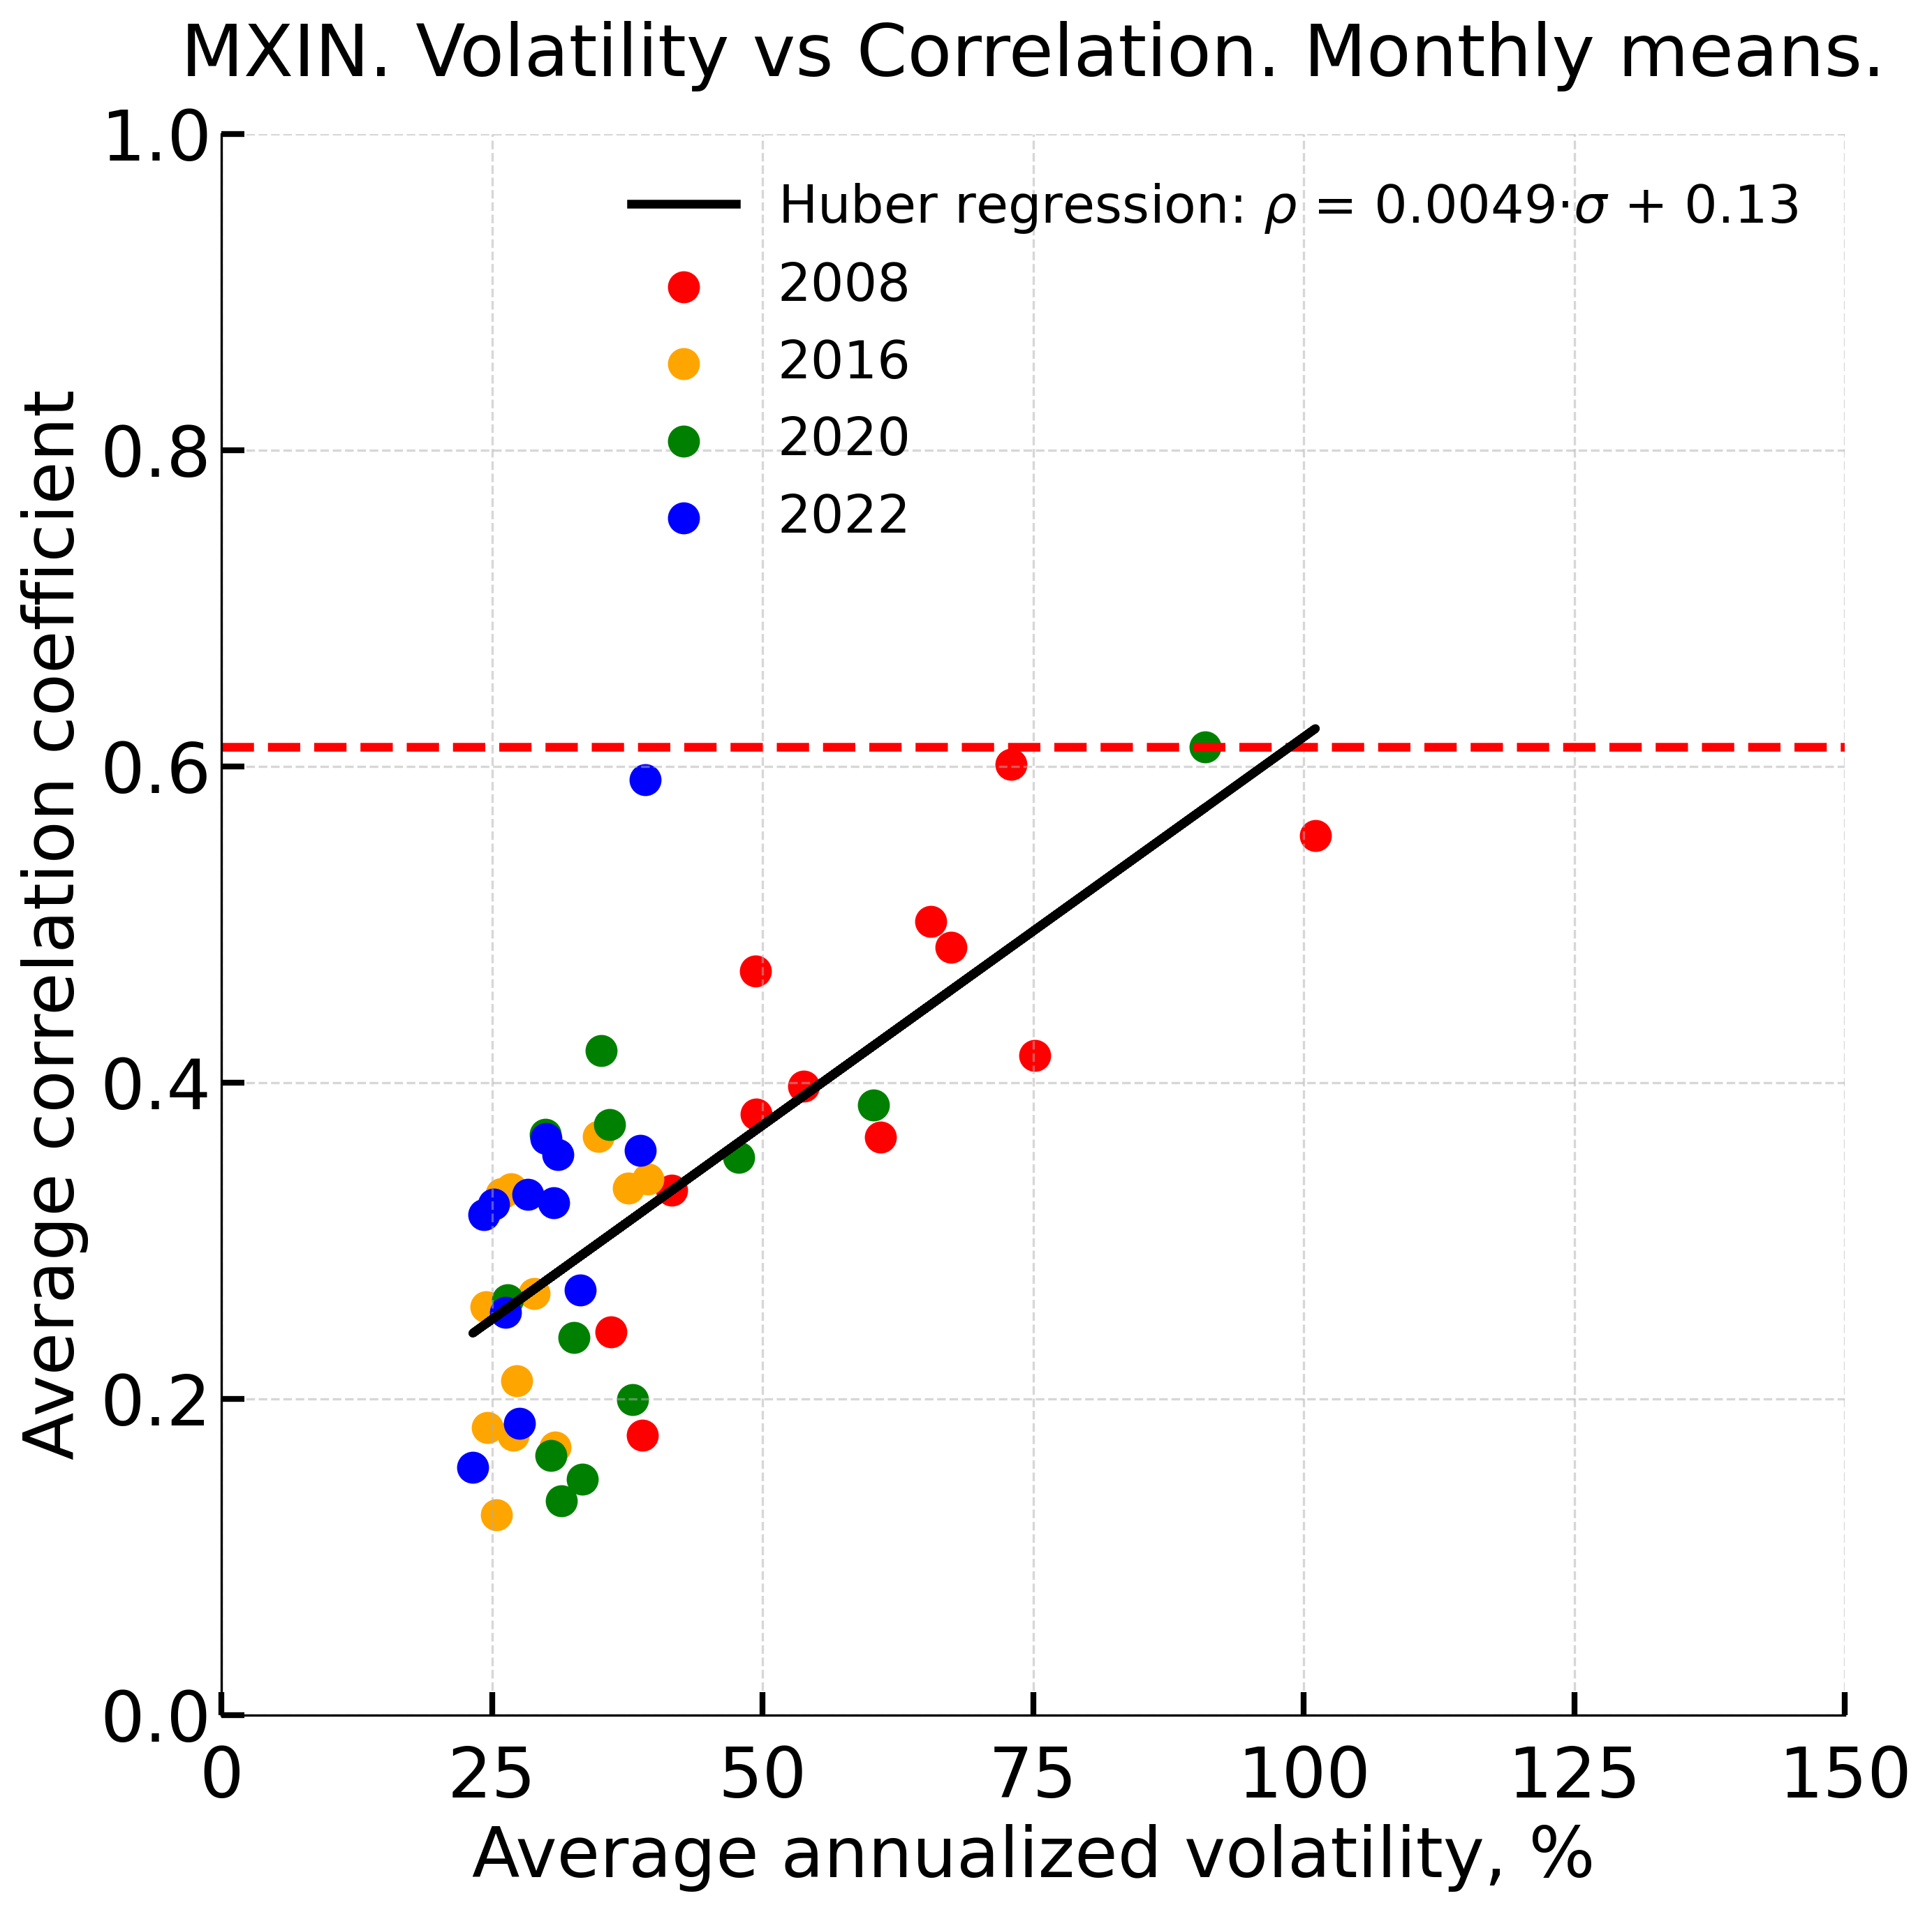 MXIN. Volatility vs Correlation. Monthly means.
1.0
0.8
0.6
0.4
0.2
0.0
Average correlation coefficient
Huber regression: ρ = 0.0049·σ + 0.13
2008
2016
2020
2022
0 25 50 75 100 125 150
Average annualized volatility, %